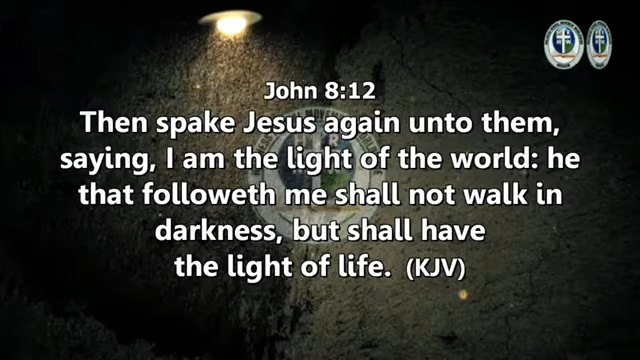 John 8:12
Then spake Jesus again unto them,
saying, I am the light of the world: he
that followeth me shall not walk in
darkness, but shall have
the light of life. (KJV)